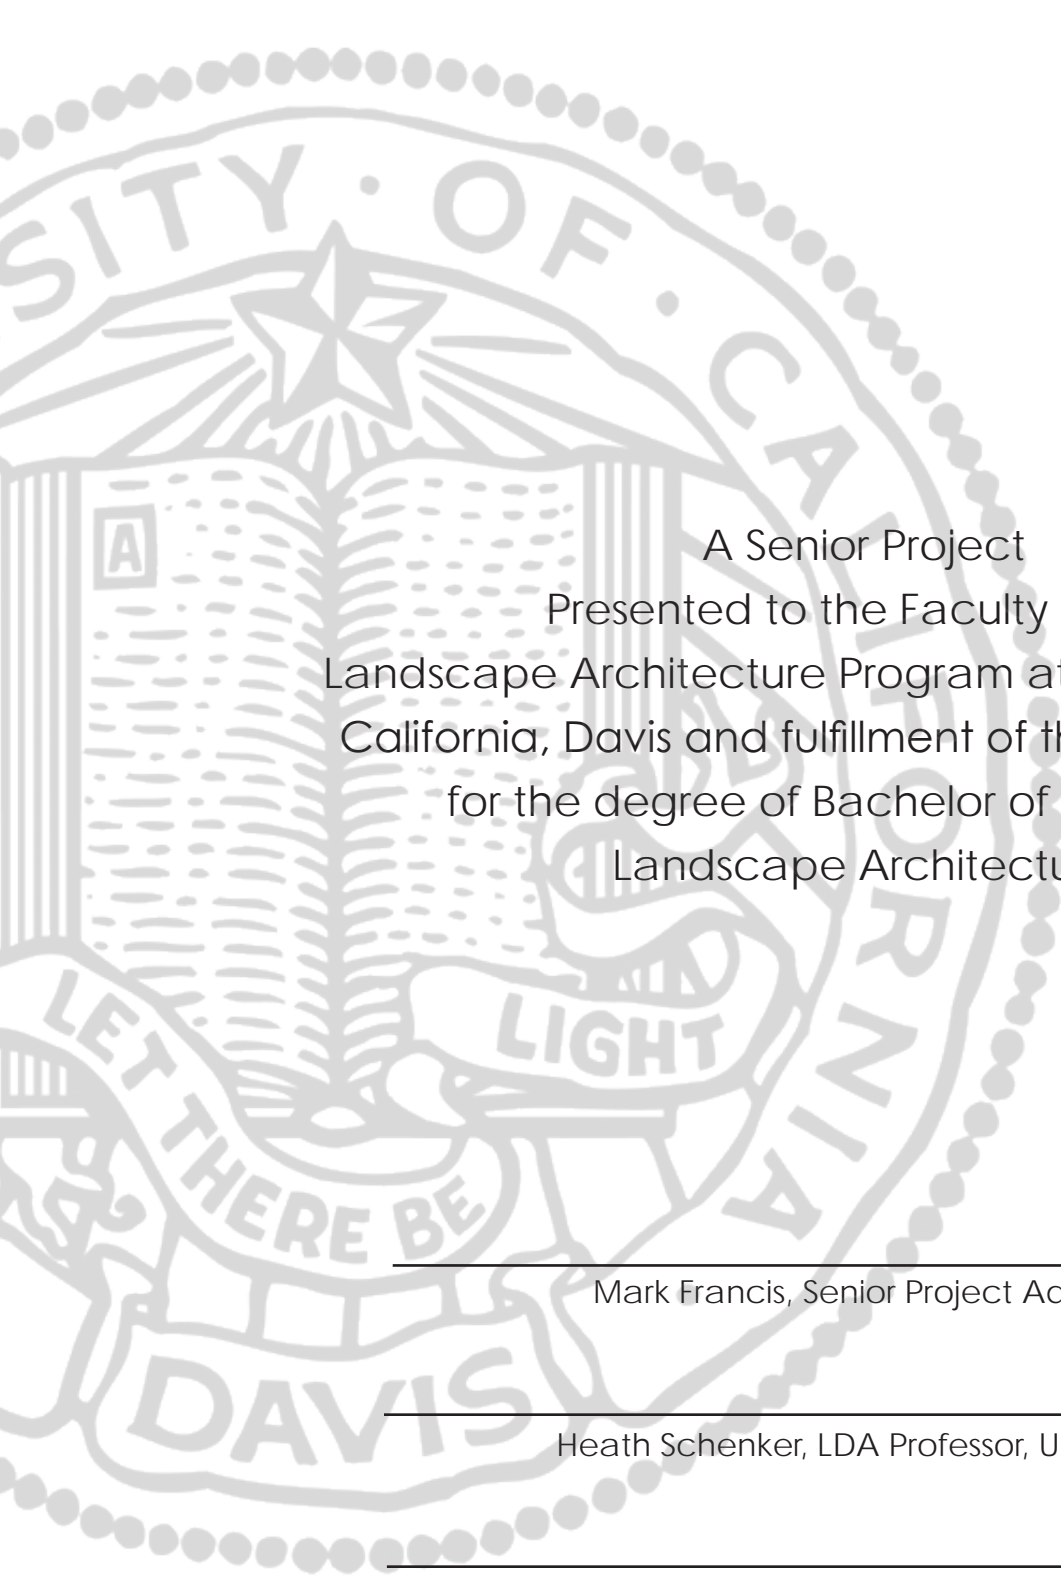 SITY · OF · CALIFORNIA
A
A Senior Project
Presented to the Faculty
Landscape Architecture Program at
California, Davis and fulfillment of th
for the degree of Bachelor of
Landscape Architectu
LET THERE BE LIGHT
Mark Francis, Senior Project Ad
DAVIS
Heath Schenker, LDA Professor, U